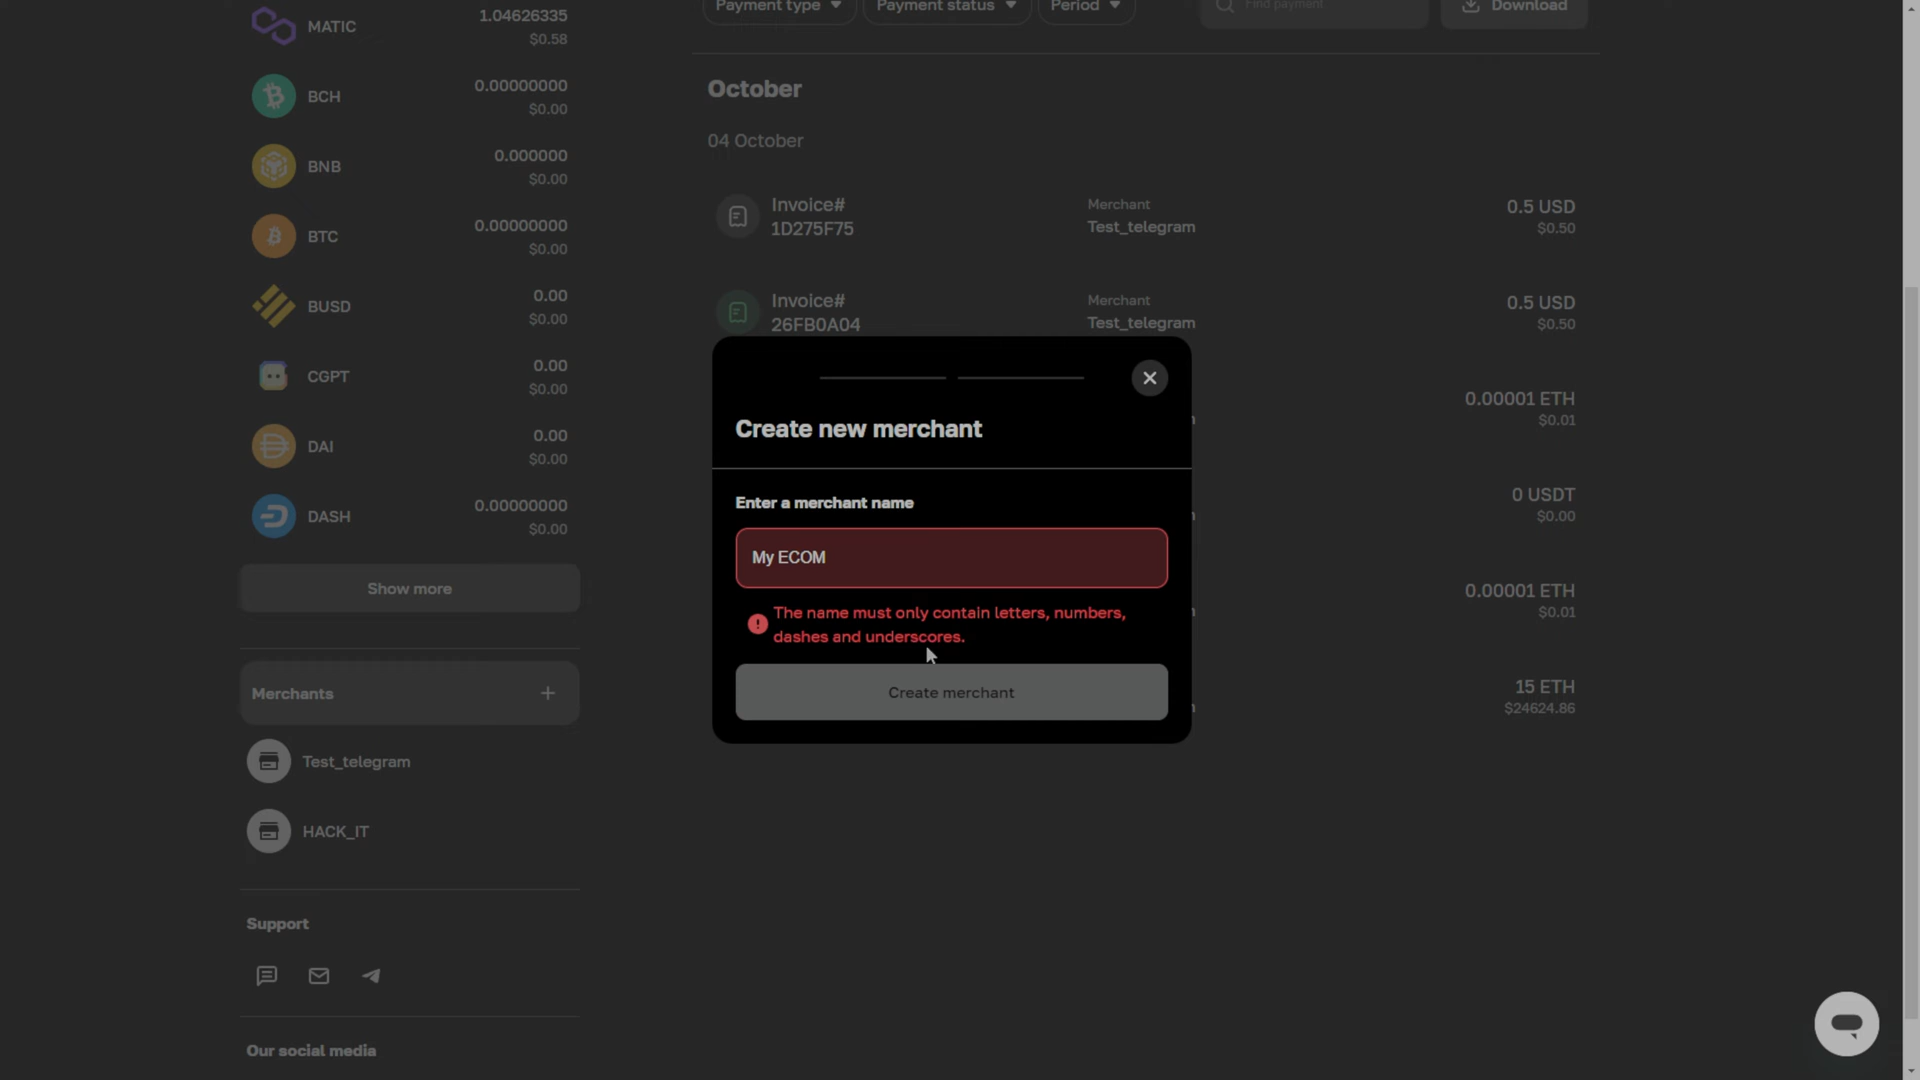 MATIC
1.04626335
$0.58
BCH
0.00000000
$0.00
BNB
0.000000
$0.00
BTC
0.00000000
$0.00
BUSD
0.00
$0.00
CGPT
0.00
$0.00
DAI
0.00
$0.00
DASH
0.00000000
$0.00
Show more
Merchants
Test_telegram
HACK_IT
Support
Our social media
Payment type
Payment status
Period
Find payment
Download
October
04 October
Invoice#
1D275F75
Merchant
Test_telegram
0.5 USD
$0.50
Invoice#
26FB0A04
Merchant
Test_telegram
0.5 USD
$0.50
0.00001 ETH
$0.01
0 USDT
$0.00
0.00001 ETH
$0.01
15 ETH
$24624.86
Create new merchant
Enter a merchant name
My ECOM
The name must only contain letters, numbers,
dashes and underscores.
Create merchant